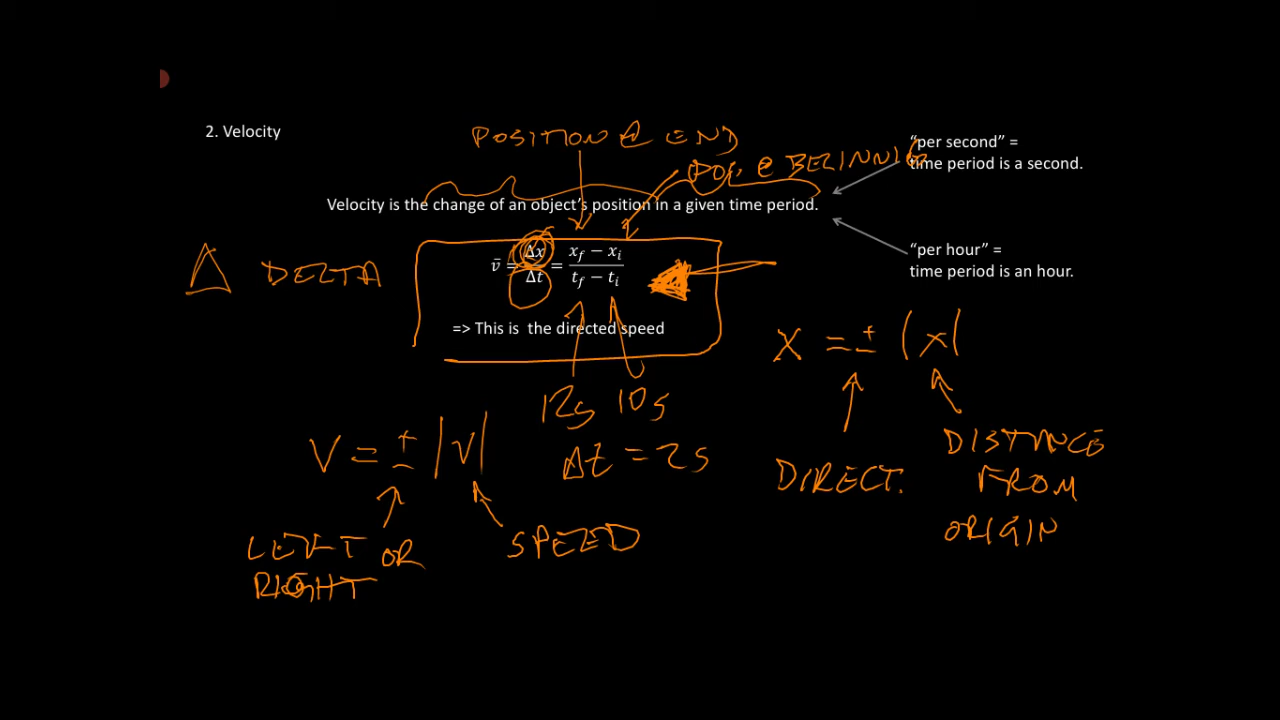 2. Velocity
POSITION @ END
"per second" =
time period is a second.
POS. @ BEGINNING
Velocity is the change of an object's position in a given time period.
Δ DELTA
v̄ = Δx/Δt = (x_f − x_i)/(t_f − t_i)
"per hour" =
time period is an hour.
=> This is the directed speed
X = ± |x|
12s 10s
Δt = 2s
V = ± |V|
DIRECT.
DISTANCE
FROM
ORIGIN
LEFT OR
RIGHT
SPEED